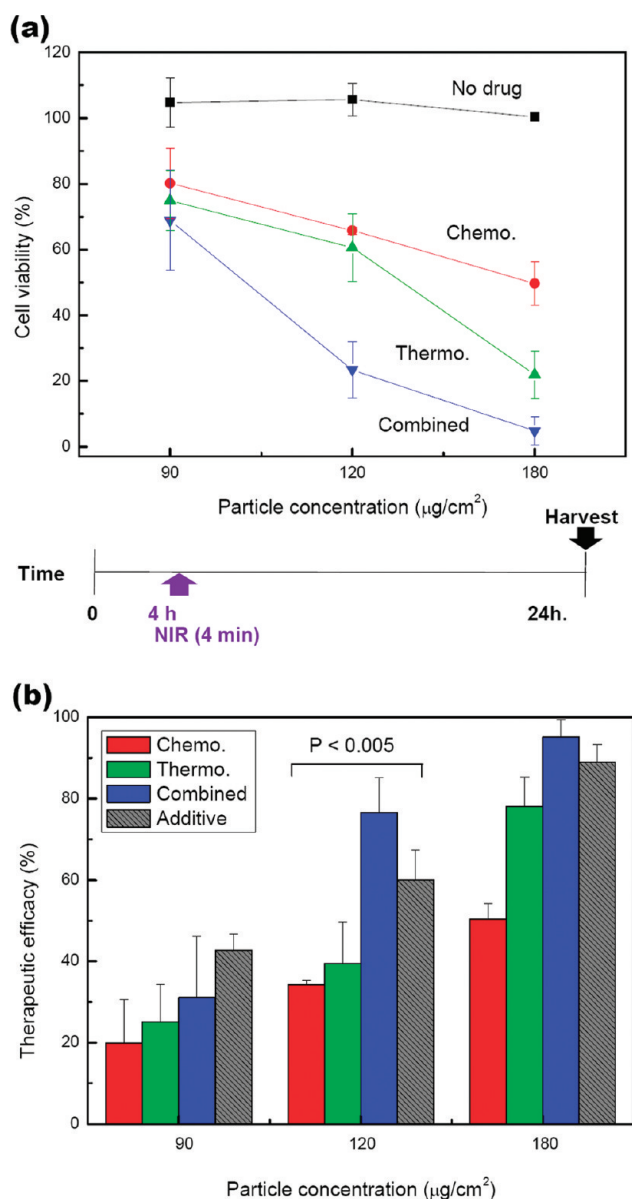 (a)
120
100
80
60
40
20
0
Cell viability (%)
No drug
Chemo.
Thermo.
Combined
90 120 180
Particle concentration (μg/cm²)
Harvest
Time
0 4 h 24h.
NIR (4 min)
(b)
100
80
60
40
20
0
Therapeutic efficacy (%)
Chemo.
Thermo.
Combined
Additive
P < 0.005
90 120 180
Particle concentration (μg/cm²)